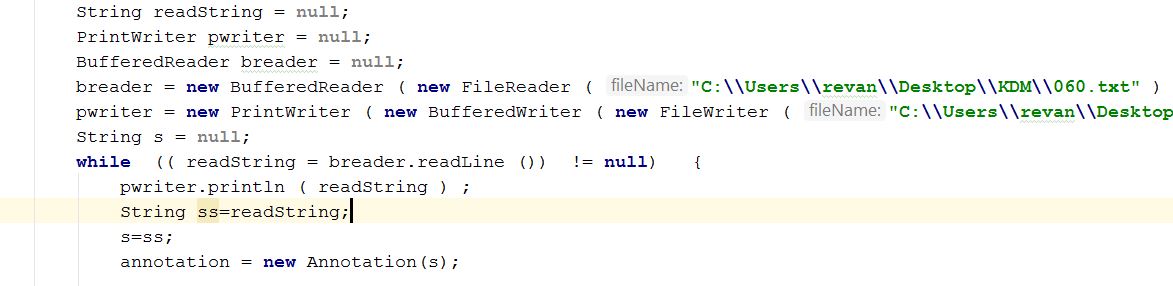 String readString = null;
PrintWriter pwriter = null;
BufferedReader breader = null;
breader = new BufferedReader ( new FileReader ( fileName: "C:\\Users\\revan\\Desktop\\KDM\\060.txt" )
pwriter = new PrintWriter ( new BufferedWriter ( new FileWriter ( fileName: "C:\\Users\\revan\\Desktop
String s = null;
while (( readString = breader.readLine ()) != null) {
pwriter.println ( readString ) ;
String ss=readString;
s=ss;
annotation = new Annotation(s);